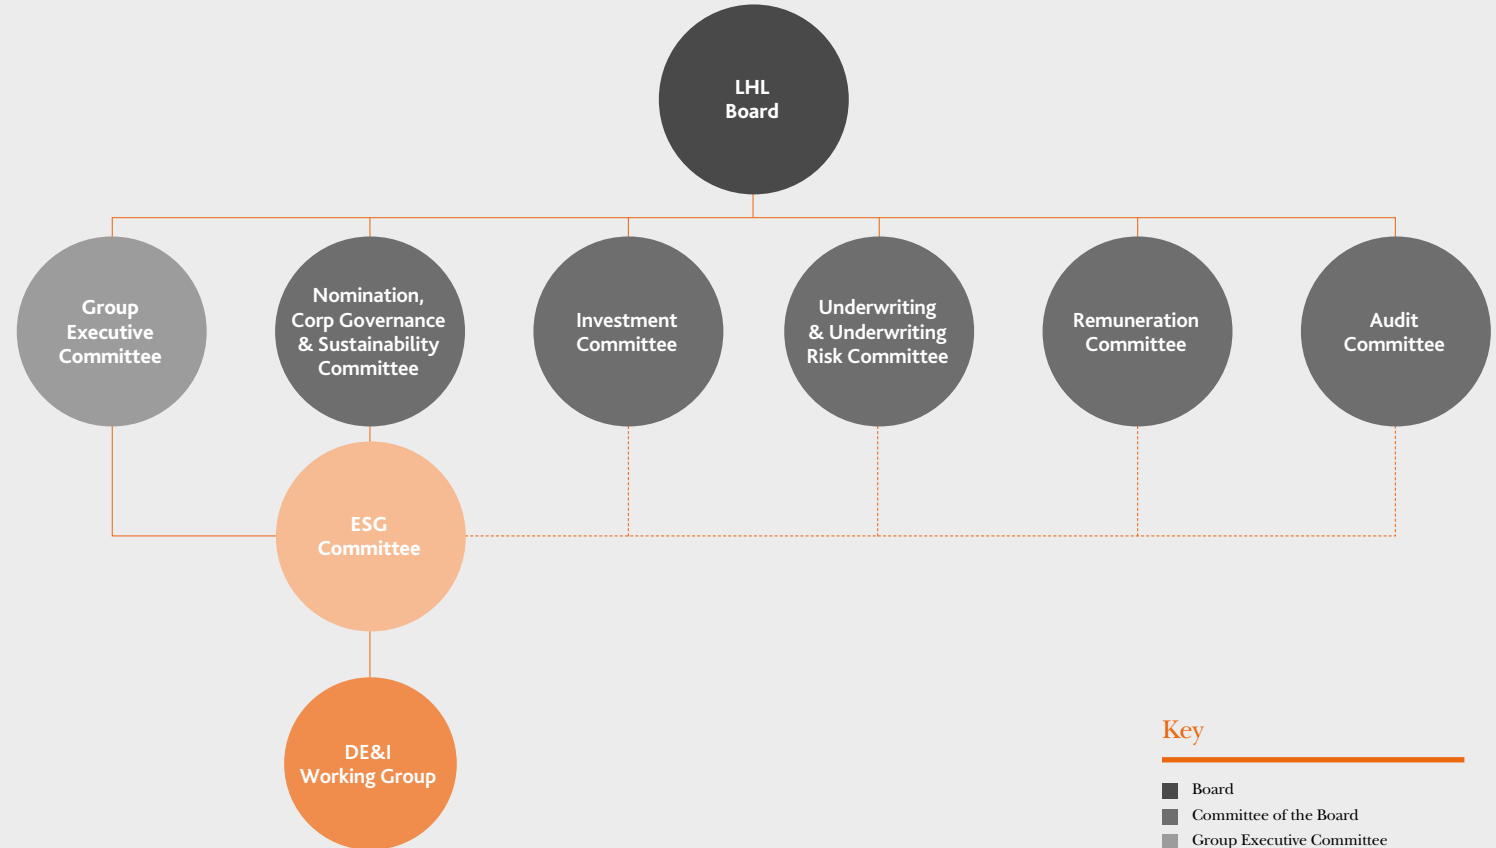 LHL
Board
Group
Executive
Committee
Nomination,
Corp Governance
& Sustainability
Committee
Investment
Committee
Underwriting
& Underwriting
Risk Committee
Remuneration
Committee
Audit
Committee
ESG
Committee
DE&I
Working Group
Key
Board
Committee of the Board
Group Executive Committee